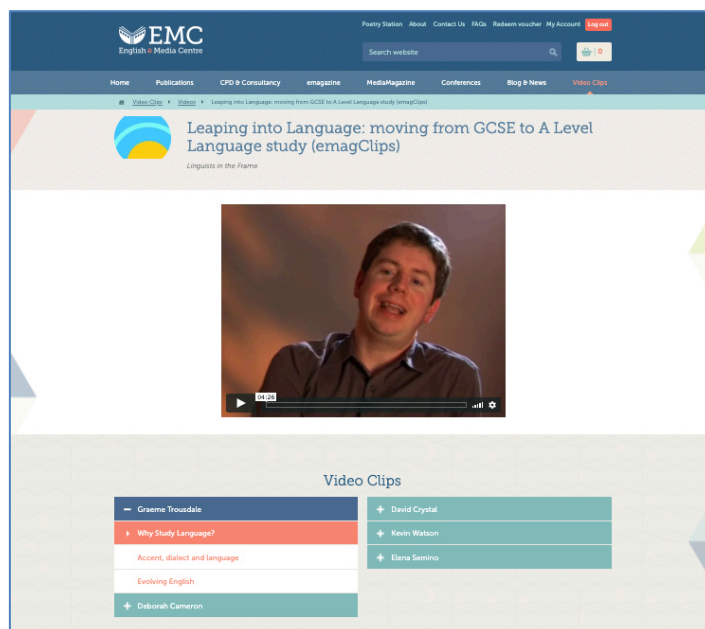 Poetry Station About Contact Us FAQs Redeem voucher My Account Log out
EMC
English & Media Centre
Search website
0
Home Publications CPD & Consultancy emagazine MediaMagazine Conferences Blog & News Video Clips
Video Clips Videos Leaping into Language: moving from GCSE to A Level Language study (emagClips)
Leaping into Language: moving from GCSE to A Level
Language study (emagClips)
Linguists in the Frame
04:26
Video Clips
Graeme Trousdale
Why Study Language?
Accent, dialect and language
Evolving English
Deborah Cameron
David Crystal
Kevin Watson
Elena Semino